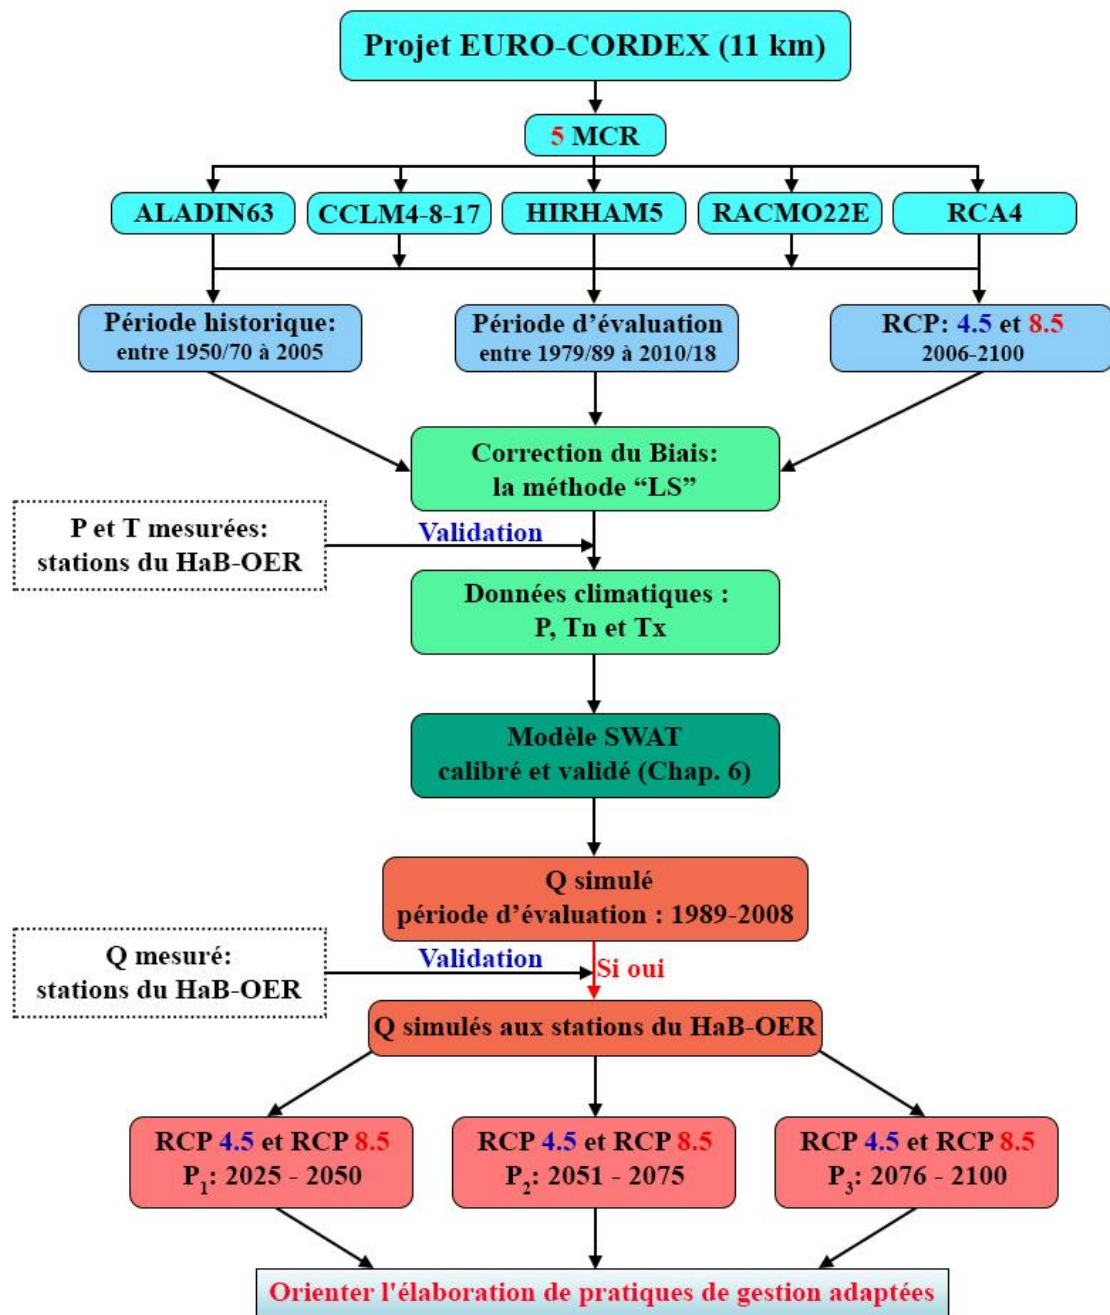 Projet EURO-CORDEX (11 km)
5 MCR
ALADIN63
CCLM4-8-17
HIRHAM5
RACMO22E
RCA4
Période historique:
entre 1950/70 à 2005
Période d’évaluation
entre 1979/89 à 2010/18
RCP: 4.5 et 8.5
2006-2100
Correction du Biais:
la méthode “LS”
P et T mesurées:
stations du HaB-OER
Validation
Données climatiques :
P, Tn et Tx
Modèle SWAT
calibré et validé (Chap. 6)
Q simulé
période d’évaluation : 1989-2008
Q mesuré:
stations du HaB-OER
Validation
Si oui
Q simulés aux stations du HaB-OER
RCP 4.5 et RCP 8.5
P₁: 2025 - 2050
RCP 4.5 et RCP 8.5
P₂: 2051 - 2075
RCP 4.5 et RCP 8.5
P₃: 2076 - 2100
Orienter l'élaboration de pratiques de gestion adaptées